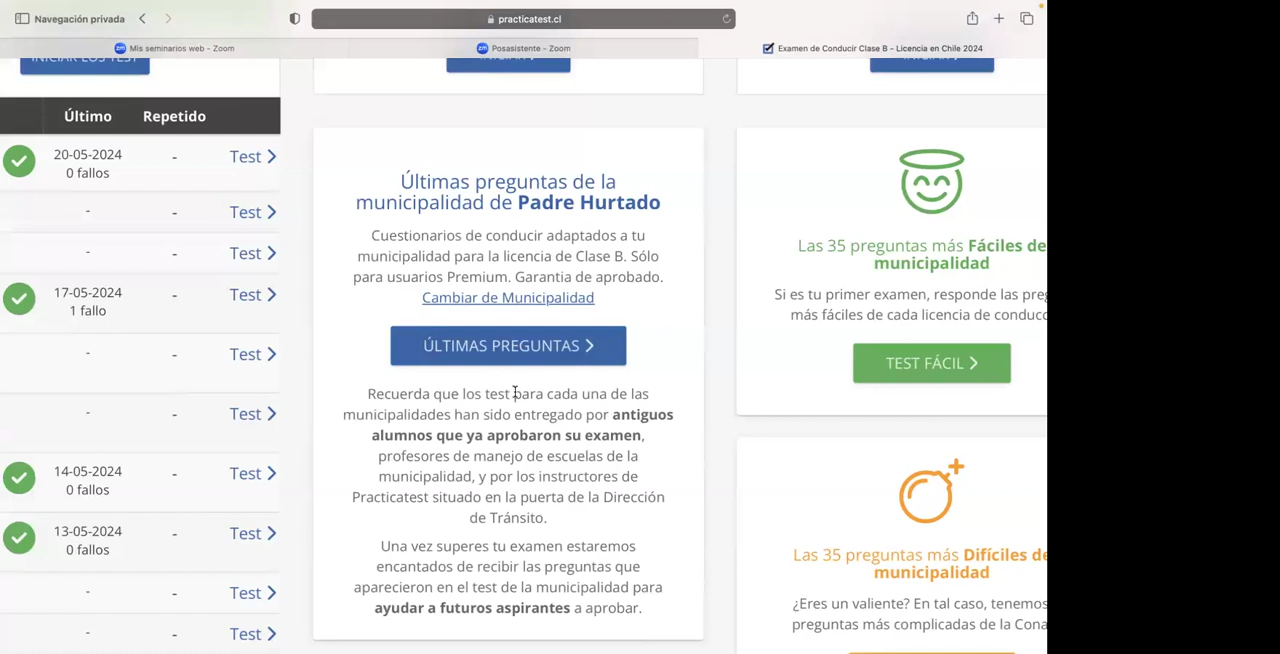 Navegación privada
practicatest.cl
Mis seminarios web - Zoom
Posasistente - Zoom
Examen de Conducir Clase B - Licencia en Chile 2024
INICIAR LOS TEST
Último Repetido
20-05-2024
0 fallos
- Test
- - Test
- - Test
17-05-2024
1 fallo
- Test
- - Test
- - Test
14-05-2024
0 fallos
- Test
13-05-2024
0 fallos
- Test
- - Test
- - Test
Últimas preguntas de la
municipalidad de Padre Hurtado
Cuestionarios de conducir adaptados a tu
municipalidad para la licencia de Clase B. Sólo
para usuarios Premium. Garantia de aprobado.
Cambiar de Municipalidad
ÚLTIMAS PREGUNTAS
Recuerda que los test para cada una de las
municipalidades han sido entregado por antiguos
alumnos que ya aprobaron su examen,
profesores de manejo de escuelas de la
municipalidad, y por los instructores de
Practicatest situado en la puerta de la Dirección
de Tránsito.
Una vez superes tu examen estaremos
encantados de recibir las preguntas que
aparecieron en el test de la municipalidad para
ayudar a futuros aspirantes a aprobar.
Las 35 preguntas más Fáciles de
municipalidad
Si es tu primer examen, responde las preg
más fáciles de cada licencia de conduco
TEST FÁCIL
Las 35 preguntas más Difíciles de
municipalidad
¿Eres un valiente? En tal caso, tenemos
preguntas más complicadas de la Cona